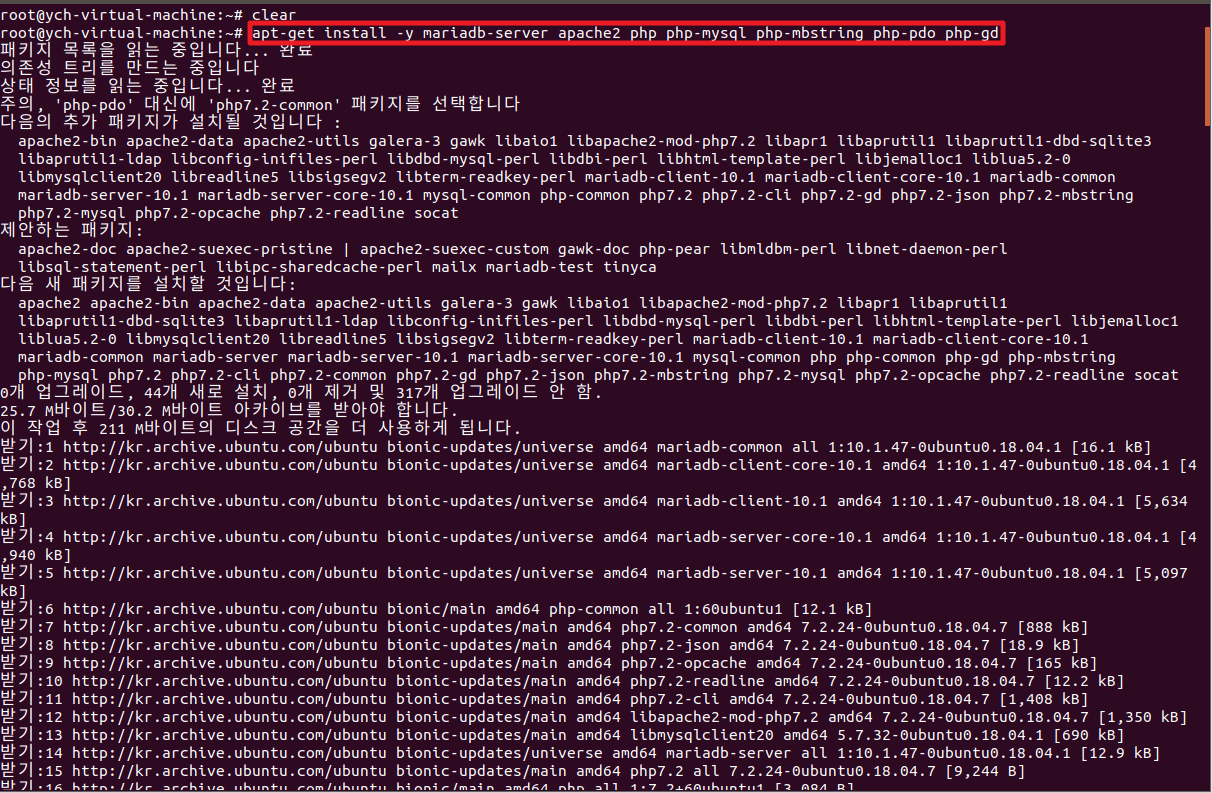 root@ych-virtual-machine:~# clear
root@ych-virtual-machine:~# apt-get install -y mariadb-server apache2 php php-mysql php-mbstring php-pdo php-gd
패키지 목록을 읽는 중입니다... 완료
의존성 트리를 만드는 중입니다
상태 정보를 읽는 중입니다... 완료
주의, 'php-pdo' 대신에 'php7.2-common' 패키지를 선택합니다
다음의 추가 패키지가 설치될 것입니다 :
apache2-bin apache2-data apache2-utils galera-3 gawk libaio1 libapache2-mod-php7.2 libapr1 libaprutil1 libaprutil1-dbd-sqlite3
libaprutil1-ldap libconfig-inifiles-perl libdbd-mysql-perl libdbi-perl libhtml-template-perl libjemalloc1 liblua5.2-0
libmysqlclient20 libreadline5 libsigsegv2 libterm-readkey-perl mariadb-client-10.1 mariadb-client-core-10.1 mariadb-common
mariadb-server-10.1 mariadb-server-core-10.1 mysql-common php-common php7.2 php7.2-cli php7.2-gd php7.2-json php7.2-mbstring
php7.2-mysql php7.2-opcache php7.2-readline socat
제안하는 패키지:
apache2-doc apache2-suexec-pristine | apache2-suexec-custom gawk-doc php-pear libmldbm-perl libnet-daemon-perl
libsql-statement-perl libipc-sharedcache-perl mailx mariadb-test tinyca
다음 새 패키지를 설치할 것입니다:
apache2 apache2-bin apache2-data apache2-utils galera-3 gawk libaio1 libapache2-mod-php7.2 libapr1 libaprutil1
libaprutil1-dbd-sqlite3 libaprutil1-ldap libconfig-inifiles-perl libdbd-mysql-perl libdbi-perl libhtml-template-perl libjemalloc1
liblua5.2-0 libmysqlclient20 libreadline5 libsigsegv2 libterm-readkey-perl mariadb-client-10.1 mariadb-client-core-10.1
mariadb-common mariadb-server mariadb-server-10.1 mariadb-server-core-10.1 mysql-common php php-common php-gd php-mbstring
php-mysql php7.2 php7.2-cli php7.2-common php7.2-gd php7.2-json php7.2-mbstring php7.2-mysql php7.2-opcache php7.2-readline socat
0개 업그레이드, 44개 새로 설치, 0개 제거 및 317개 업그레이드 안 함.
25.7 M바이트/30.2 M바이트 아카이브를 받아야 합니다.
이 작업 후 211 M바이트의 디스크 공간을 더 사용하게 됩니다.
받기:1 http://kr.archive.ubuntu.com/ubuntu bionic-updates/universe amd64 mariadb-common all 1:10.1.47-0ubuntu0.18.04.1 [16.1 kB]
받기:2 http://kr.archive.ubuntu.com/ubuntu bionic-updates/universe amd64 mariadb-client-core-10.1 amd64 1:10.1.47-0ubuntu0.18.04.1 [4
,768 kB]
받기:3 http://kr.archive.ubuntu.com/ubuntu bionic-updates/universe amd64 mariadb-client-10.1 amd64 1:10.1.47-0ubuntu0.18.04.1 [5,634
kB]
받기:4 http://kr.archive.ubuntu.com/ubuntu bionic-updates/universe amd64 mariadb-server-core-10.1 amd64 1:10.1.47-0ubuntu0.18.04.1 [4
,940 kB]
받기:5 http://kr.archive.ubuntu.com/ubuntu bionic-updates/universe amd64 mariadb-server-10.1 amd64 1:10.1.47-0ubuntu0.18.04.1 [5,097
kB]
받기:6 http://kr.archive.ubuntu.com/ubuntu bionic/main amd64 php-common all 1:60ubuntu1 [12.1 kB]
받기:7 http://kr.archive.ubuntu.com/ubuntu bionic-updates/main amd64 php7.2-common amd64 7.2.24-0ubuntu0.18.04.7 [888 kB]
받기:8 http://kr.archive.ubuntu.com/ubuntu bionic-updates/main amd64 php7.2-json amd64 7.2.24-0ubuntu0.18.04.7 [18.9 kB]
받기:9 http://kr.archive.ubuntu.com/ubuntu bionic-updates/main amd64 php7.2-opcache amd64 7.2.24-0ubuntu0.18.04.7 [165 kB]
받기:10 http://kr.archive.ubuntu.com/ubuntu bionic-updates/main amd64 php7.2-readline amd64 7.2.24-0ubuntu0.18.04.7 [12.2 kB]
받기:11 http://kr.archive.ubuntu.com/ubuntu bionic-updates/main amd64 php7.2-cli amd64 7.2.24-0ubuntu0.18.04.7 [1,408 kB]
받기:12 http://kr.archive.ubuntu.com/ubuntu bionic-updates/main amd64 libapache2-mod-php7.2 amd64 7.2.24-0ubuntu0.18.04.7 [1,350 kB]
받기:13 http://kr.archive.ubuntu.com/ubuntu bionic-updates/main amd64 libmysqlclient20 amd64 5.7.32-0ubuntu0.18.04.1 [690 kB]
받기:14 http://kr.archive.ubuntu.com/ubuntu bionic-updates/universe amd64 mariadb-server all 1:10.1.47-0ubuntu0.18.04.1 [12.9 kB]
받기:15 http://kr.archive.ubuntu.com/ubuntu bionic-updates/main amd64 php7.2 all 7.2.24-0ubuntu0.18.04.7 [9,244 B]
받기:16 http://kr.archive.ubuntu.com/ubuntu bionic/main amd64 php all 1:7.2+60ubuntu1 [3,084 B]